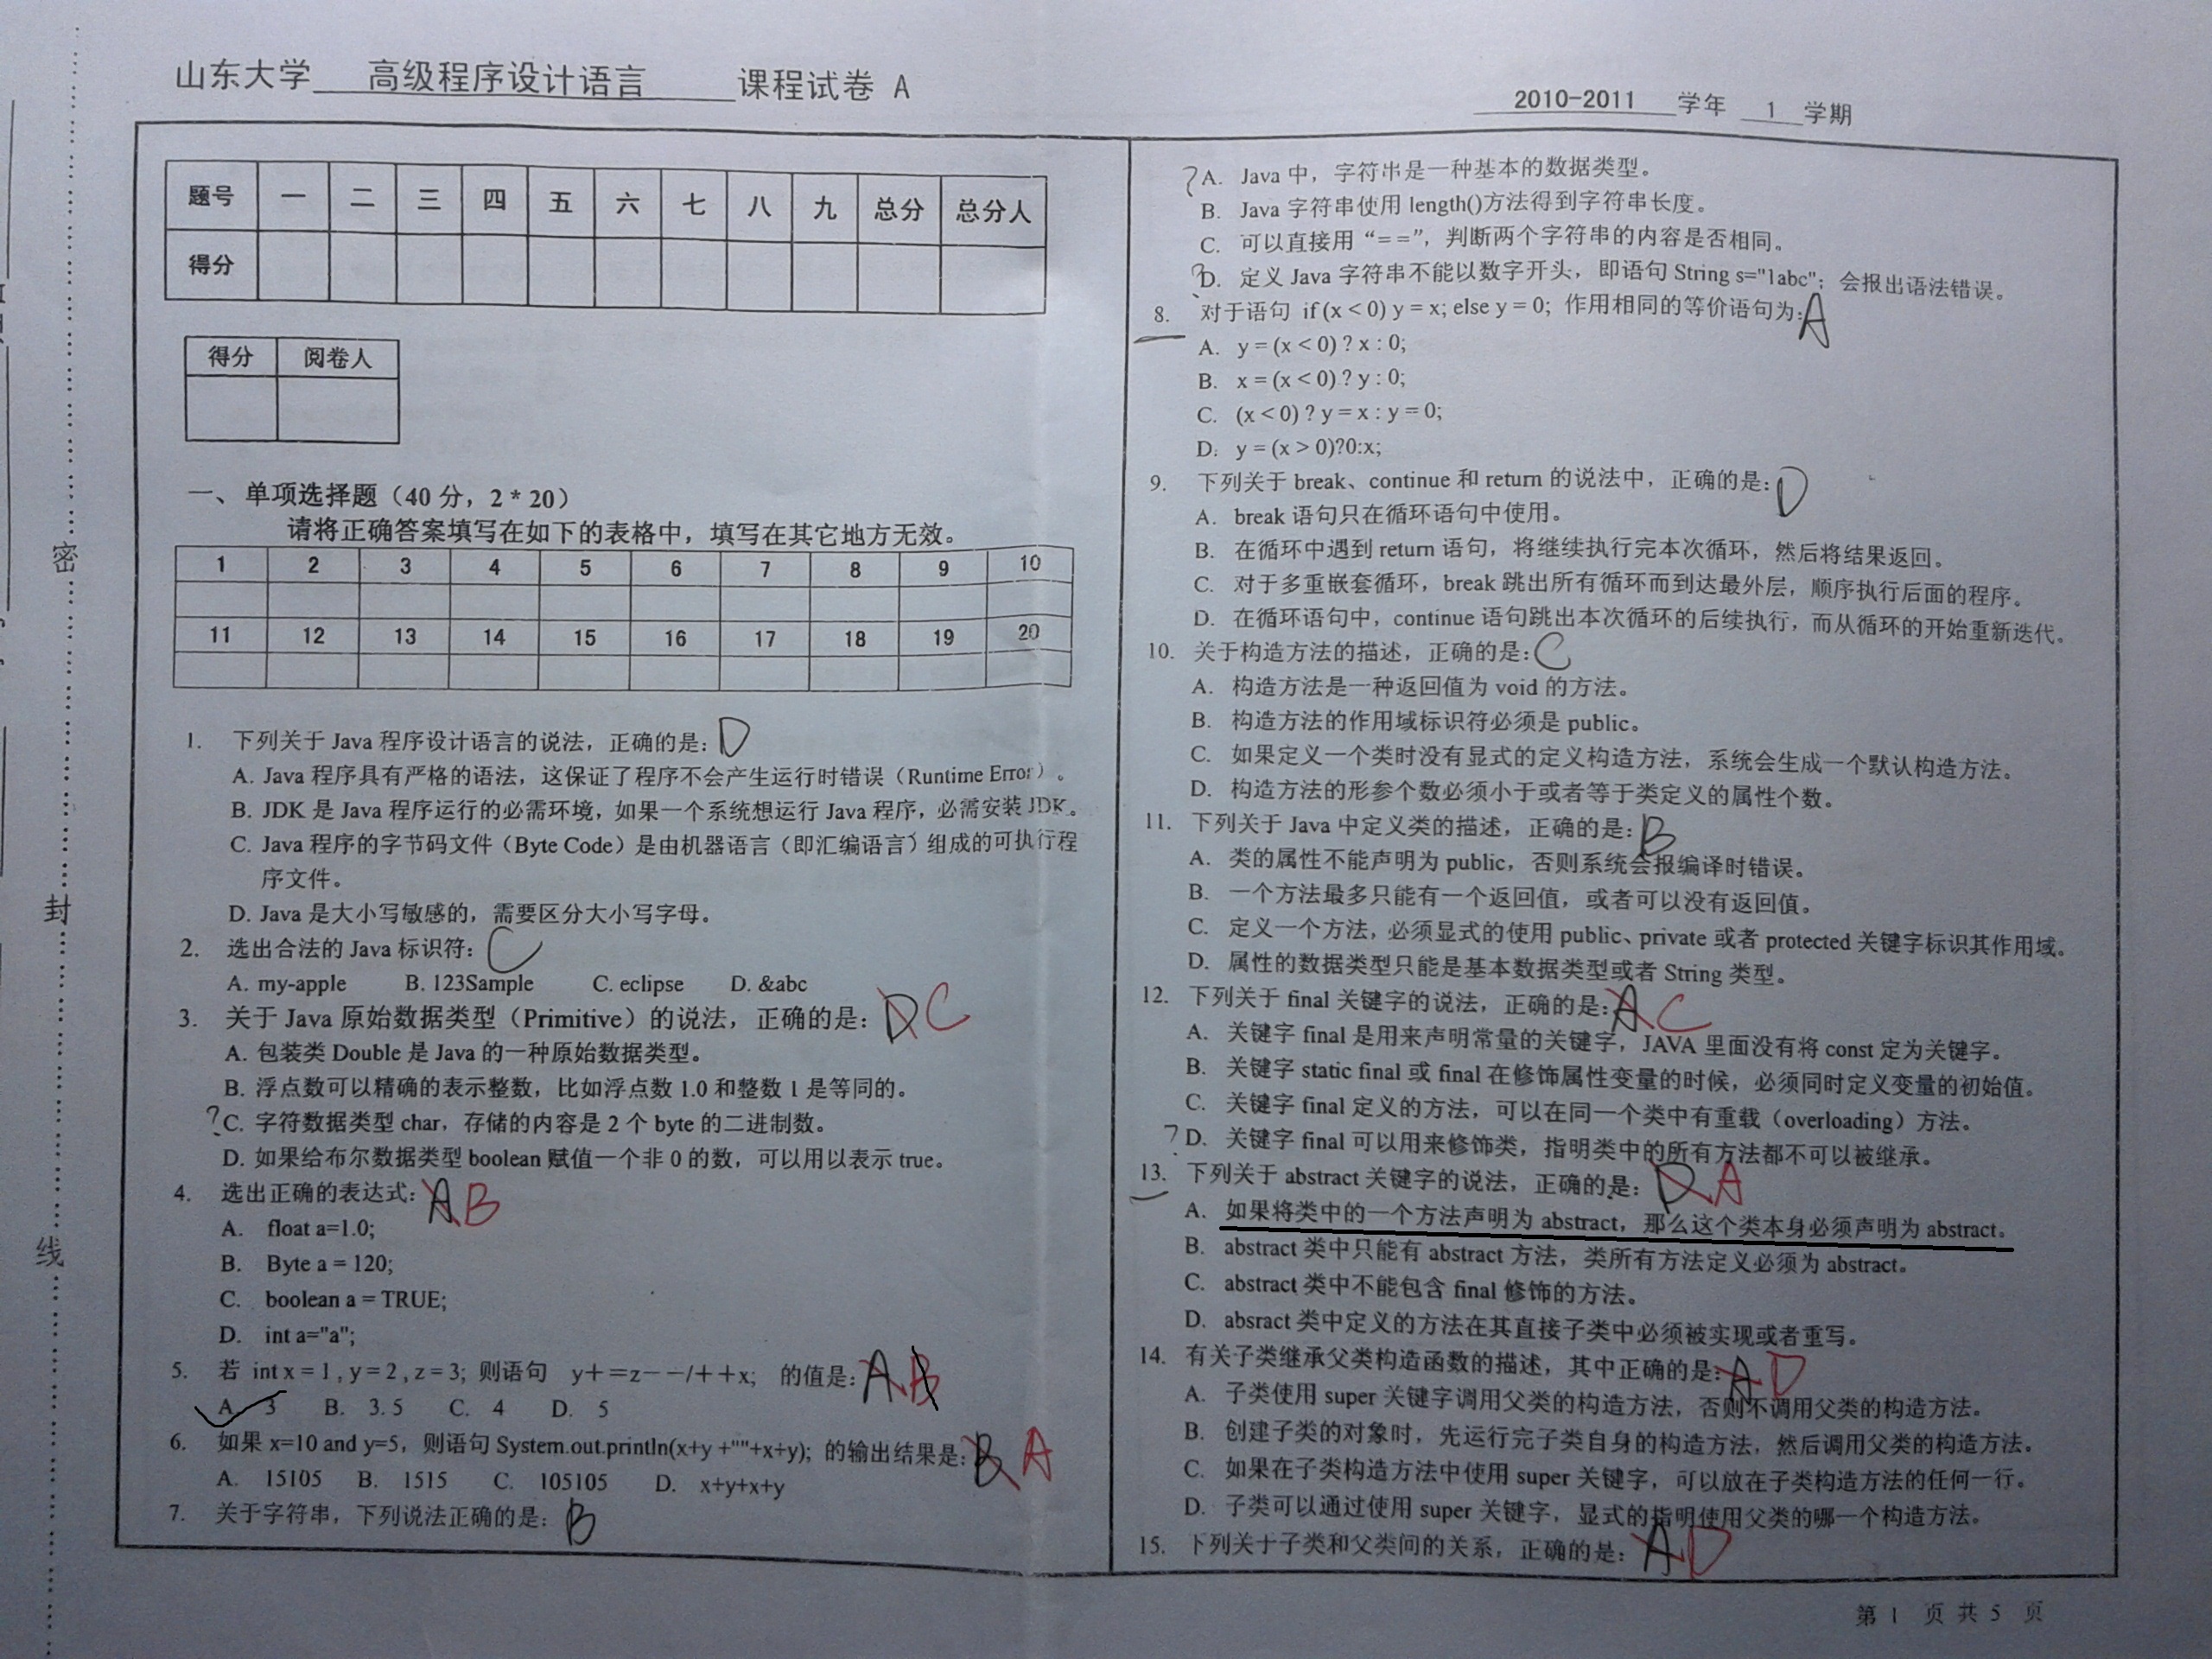 山东大学 高级程序设计语言 课程试卷 A
2010-2011 学年 1 学期
题号 一 二 三 四 五 六 七 八 九 总分 总分人
得分
得分 阅卷人
一、单项选择题（40 分，2 * 20）
请将正确答案填写在如下的表格中，填写在其它地方无效。
1 2 3 4 5 6 7 8 9 10
11 12 13 14 15 16 17 18 19 20
1. 下列关于 Java 程序设计语言的说法，正确的是：D
A. Java 程序具有严格的语法，这保证了程序不会产生运行时错误（Runtime Error）。
B. JDK 是 Java 程序运行的必需环境，如果一个系统想运行 Java 程序，必需安装 JDK。
C. Java 程序的字节码文件（Byte Code）是由机器语言（即汇编语言）组成的可执行程
序文件。
D. Java 是大小写敏感的，需要区分大小写字母。
2. 选出合法的 Java 标识符：C
A. my-apple B. 123Sample C. eclipse D. &abc
3. 关于 Java 原始数据类型（Primitive）的说法，正确的是：D C
A. 包装类 Double 是 Java 的一种原始数据类型。
B. 浮点数可以精确的表示整数，比如浮点数 1.0 和整数 1 是等同的。
? C. 字符数据类型 char，存储的内容是 2 个 byte 的二进制数。
D. 如果给布尔数据类型 boolean 赋值一个非 0 的数，可以用以表示 true。
4. 选出正确的表达式：A B
A. float a=1.0;
B. Byte a = 120;
C. boolean a = TRUE;
D. int a="a";
5. 若 int x = 1 , y = 2 , z = 3; 则语句 y＋＝z－－/＋＋x; 的值是：A B
A. 3 B. 3. 5 C. 4 D. 5
6. 如果 x=10 and y=5，则语句 System.out.println(x+y +""+x+y); 的输出结果是：B A
A. 15105 B. 1515 C. 105105 D. x+y+x+y
7. 关于字符串，下列说法正确的是：B
? A. Java 中，字符串是一种基本的数据类型。
B. Java 字符串使用 length()方法得到字符串长度。
C. 可以直接用 “= =”，判断两个字符串的内容是否相同。
? D. 定义 Java 字符串不能以数字开头，即语句 String s="1abc"; 会报出语法错误。
8. 对于语句 if (x < 0) y = x; else y = 0; 作用相同的等价语句为：A
A. y = (x < 0) ? x : 0;
B. x = (x < 0) ? y : 0;
C. (x < 0) ? y = x : y = 0;
D. y = (x > 0)?0:x;
9. 下列关于 break、continue 和 return 的说法中，正确的是：D
A. break 语句只在循环语句中使用。
B. 在循环中遇到 return 语句，将继续执行完本次循环，然后将结果返回。
C. 对于多重嵌套循环，break 跳出所有循环而到达最外层，顺序执行后面的程序。
D. 在循环语句中，continue 语句跳出本次循环的后续执行，而从循环的开始重新迭代。
10. 关于构造方法的描述，正确的是：C
A. 构造方法是一种返回值为 void 的方法。
B. 构造方法的作用域标识符必须是 public。
C. 如果定义一个类时没有显式的定义构造方法，系统会生成一个默认构造方法。
D. 构造方法的形参个数必须小于或者等于类定义的属性个数。
11. 下列关于 Java 中定义类的描述，正确的是：B
A. 类的属性不能声明为 public，否则系统会报编译时错误。
B. 一个方法最多只能有一个返回值，或者可以没有返回值。
C. 定义一个方法，必须显式的使用 public、private 或者 protected 关键字标识其作用域。
D. 属性的数据类型只能是基本数据类型或者 String 类型。
12. 下列关于 final 关键字的说法，正确的是：A C
A. 关键字 final 是用来声明常量的关键字，JAVA 里面没有将 const 定为关键字。
B. 关键字 static final 或 final 在修饰属性变量的时候，必须同时定义变量的初始值。
C. 关键字 final 定义的方法，可以在同一个类中有重载（overloading）方法。
? D. 关键字 final 可以用来修饰类，指明类中的所有方法都不可以被继承。
13. 下列关于 abstract 关键字的说法，正确的是：D A
A. 如果将类中的一个方法声明为 abstract，那么这个类本身必须声明为 abstract。
B. abstract 类中只能有 abstract 方法，类所有方法定义必须为 abstract。
C. abstract 类中不能包含 final 修饰的方法。
D. absract 类中定义的方法在其直接子类中必须被实现或者重写。
14. 有关子类继承父类构造函数的描述，其中正确的是：A D
A. 子类使用 super 关键字调用父类的构造方法，否则不调用父类的构造方法。
B. 创建子类的对象时，先运行完子类自身的构造方法，然后调用父类的构造方法。
C. 如果在子类构造方法中使用 super 关键字，可以放在子类构造方法的任何一行。
D. 子类可以通过使用 super 关键字，显式的指明使用父类的哪一个构造方法。
15. 下列关于子类和父类间的关系，正确的是：A D
第 1 页 共 5 页
密
封
线